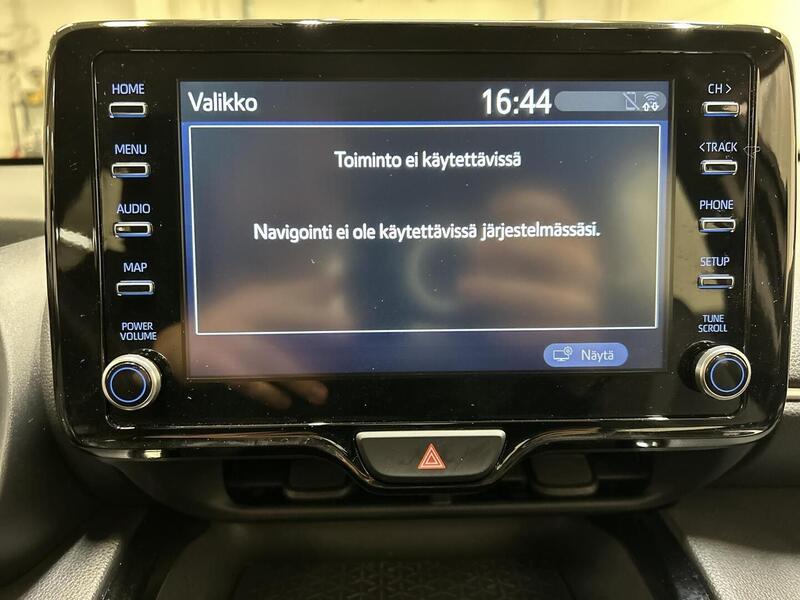 Valikko 16:44
Toiminto ei käytettävissä
Navigointi ei ole käytettävissä järjestelmässäsi.
Näytä
HOME
MENU
AUDIO
MAP
POWER
VOLUME
CH >
< TRACK
PHONE
SETUP
TUNE
SCROLL